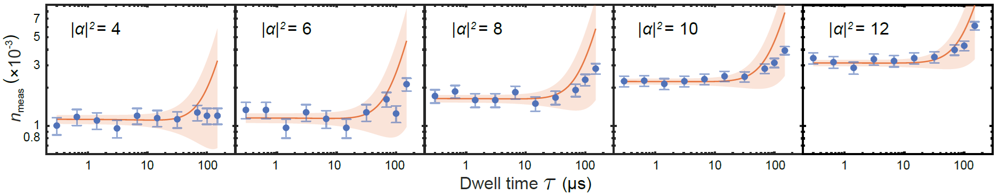 |α|² = 4
|α|² = 6
|α|² = 8
|α|² = 10
|α|² = 12
n_meas (×10⁻³)
7
5
3
1
0.8
1 10 100 1 10 100 1 10 100 1 10 100 1 10 100
Dwell time τ (μs)